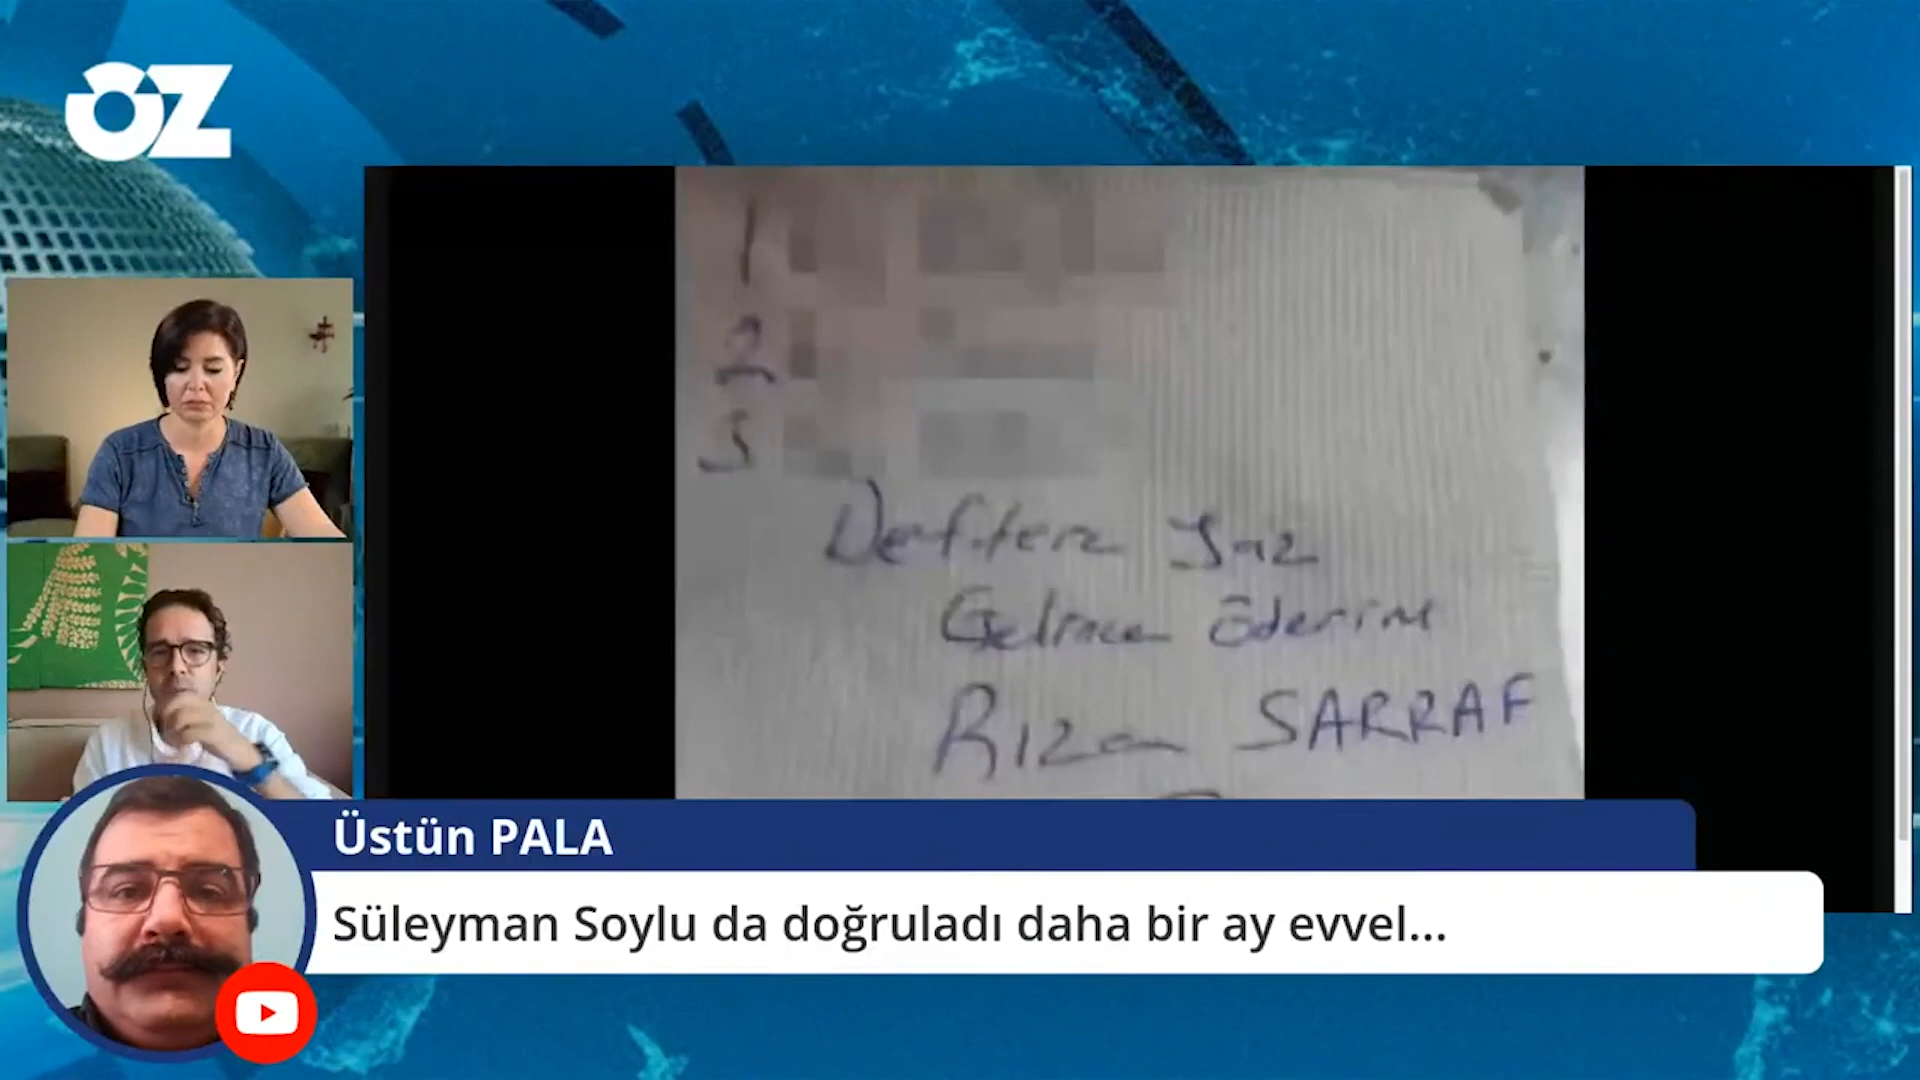 ÖZ
1
2
3
Deftere Yaz
Gelince Öderim
Rıza SARRAF
Üstün PALA
Süleyman Soylu da doğruladı daha bir ay evvel...